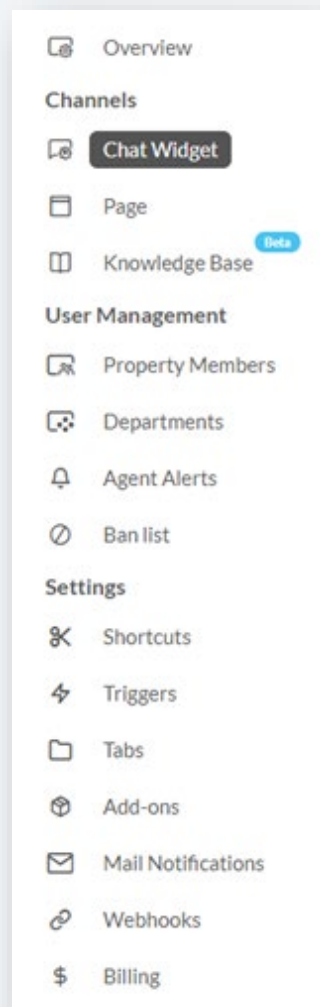 Overview
Channels
Chat Widget
Page
Beta
Knowledge Base
User Management
Property Members
Departments
Agent Alerts
Ban list
Settings
Shortcuts
Triggers
Tabs
Add-ons
Mail Notifications
Webhooks
$ Billing